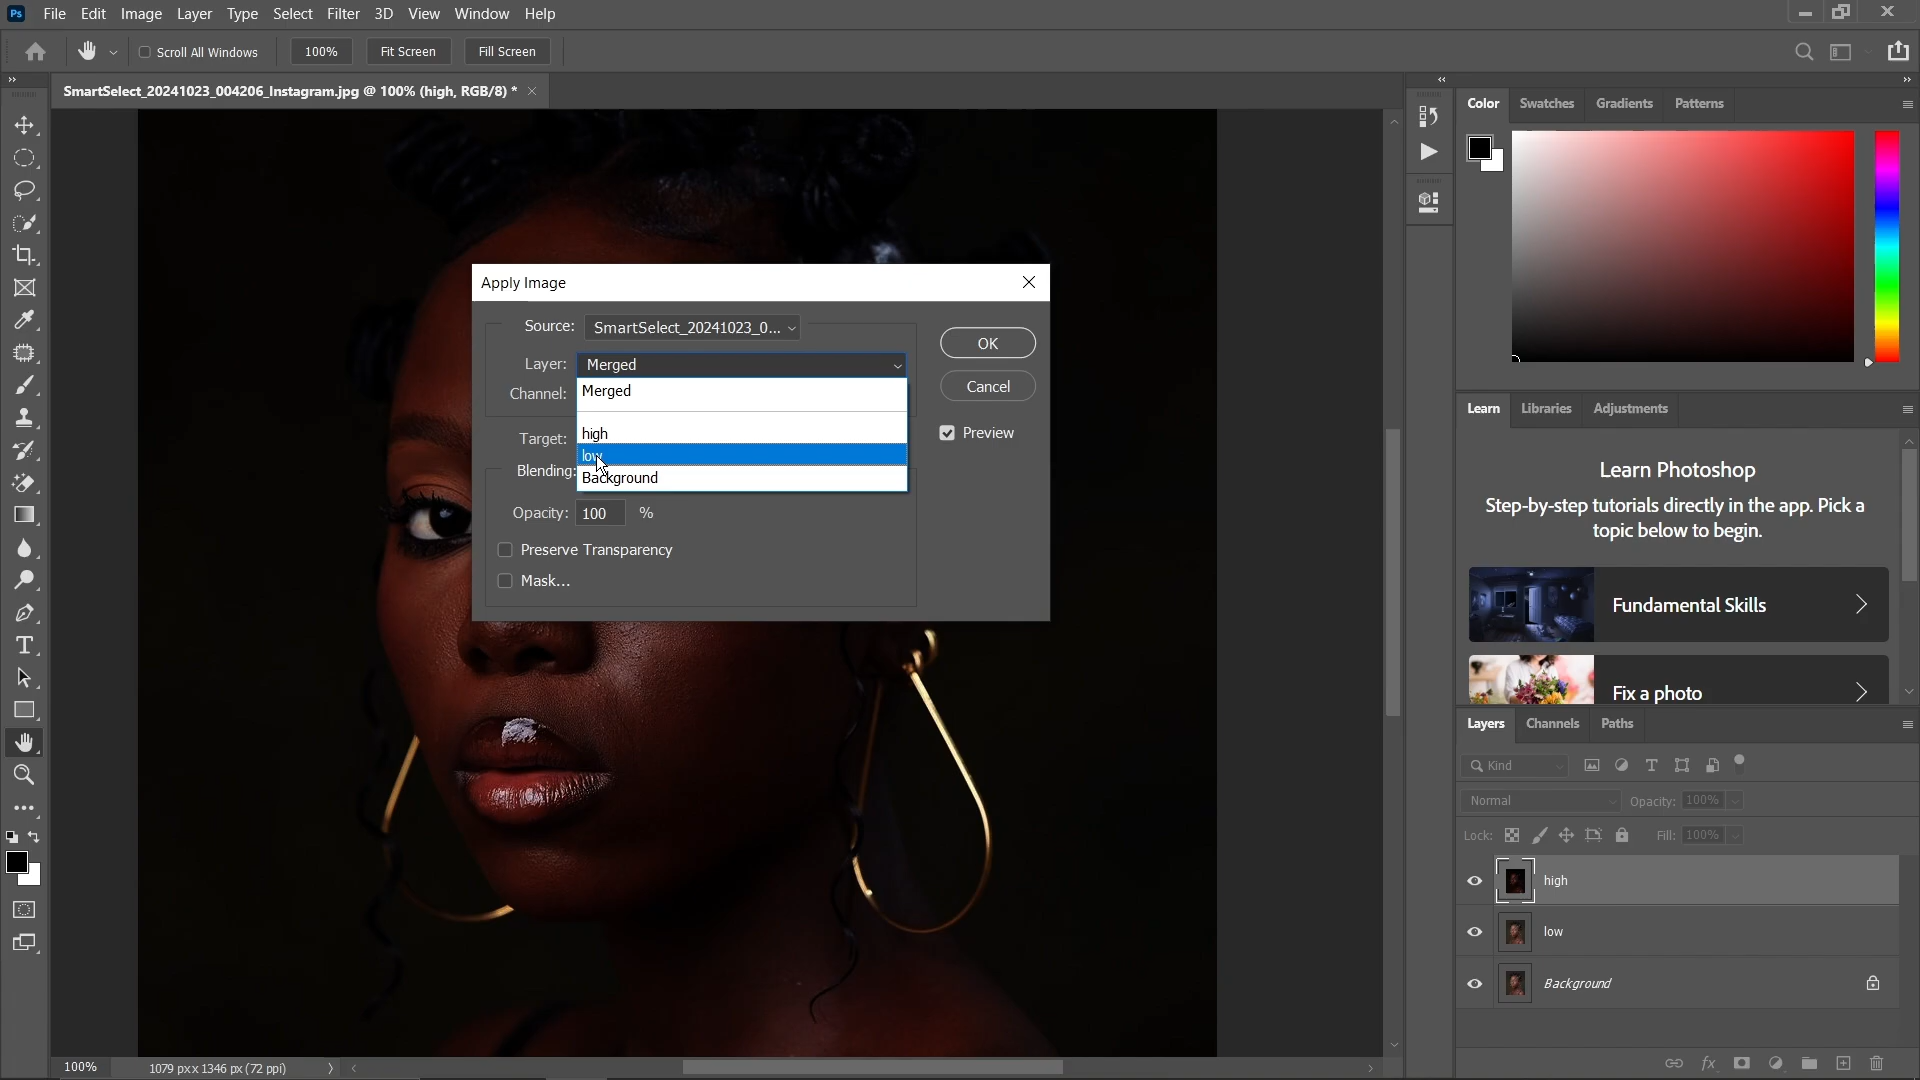 Ps File Edit Image Layer Type Select Filter 3D View Window Help
Scroll All Windows 100% Fit Screen Fill Screen
SmartSelect_20241023_004206_Instagram.jpg @ 100% (high, RGB/8) *
Color Swatches Gradients Patterns
Apply Image
Source: SmartSelect_20241023_0...
Layer: Merged
Channel:
Merged
high
low
Background
Target:
Blending:
Opacity: 100 %
Preserve Transparency
Mask...
OK
Cancel
Preview
Learn Libraries Adjustments
Learn Photoshop
Step-by-step tutorials directly in the app. Pick a
topic below to begin.
Fundamental Skills
Fix a photo
Layers Channels Paths
Kind
Normal Opacity: 100%
Lock: Fill: 100%
high
low
Background
100% 1079 px x 1346 px (72 ppi)